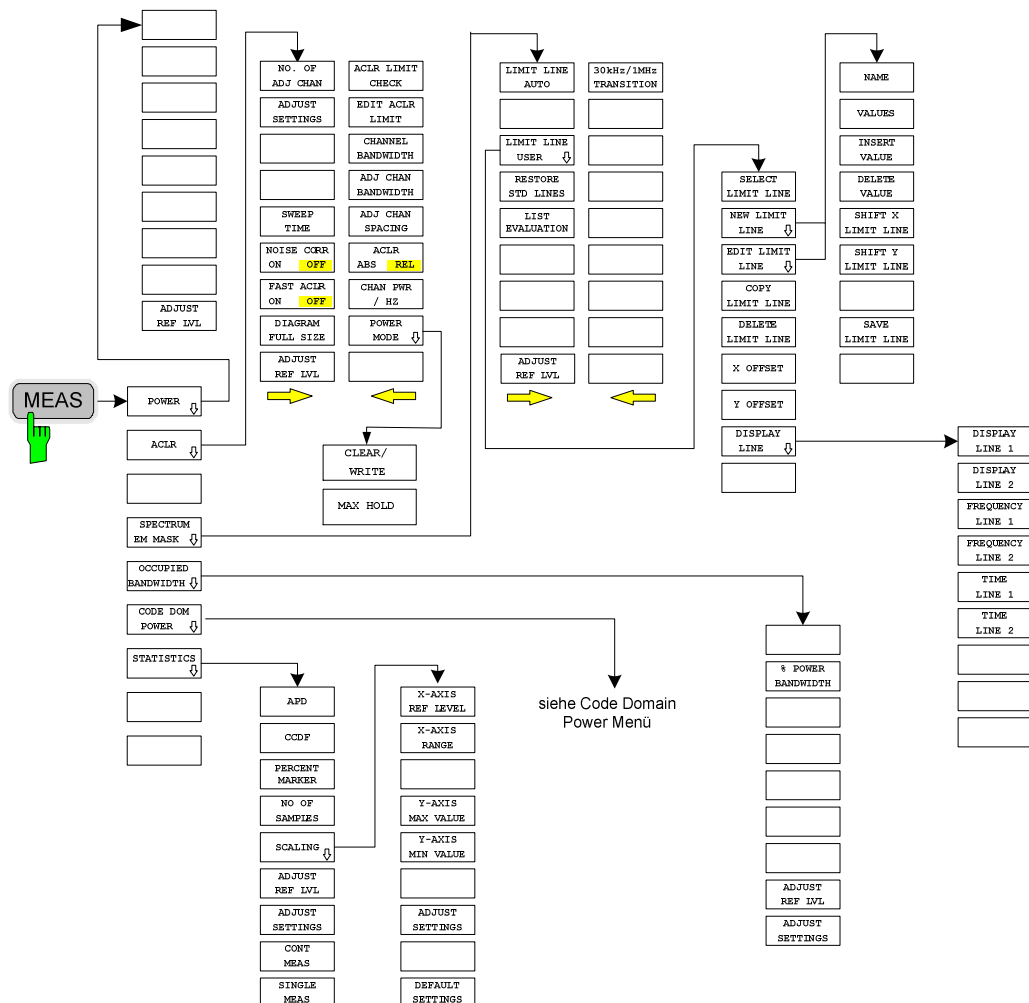 MEAS
POWER
ACLR
SPECTRUM
EM MASK
OCCUPIED
BANDWIDTH
CODE DOM
POWER
STATISTICS
ADJUST
REF LVL
NO. OF
ADJ CHAN
ADJUST
SETTINGS
SWEEP
TIME
NOISE CORR
ON OFF
FAST ACLR
ON OFF
DIAGRAM
FULL SIZE
ADJUST
REF LVL
ACLR LIMIT
CHECK
EDIT ACLR
LIMIT
CHANNEL
BANDWIDTH
ADJ CHAN
BANDWIDTH
ADJ CHAN
SPACING
ACLR
ABS REL
CHAN PWR
/ HZ
POWER
MODE
CLEAR/
WRITE
MAX HOLD
LIMIT LINE
AUTO
LIMIT LINE
USER
RESTORE
STD LINES
LIST
EVALUATION
ADJUST
REF LVL
30kHz/1MHz
TRANSITION
SELECT
LIMIT LINE
NEW LIMIT
LINE
EDIT LIMIT
LINE
COPY
LIMIT LINE
DELETE
LIMIT LINE
X OFFSET
Y OFFSET
DISPLAY
LINE
NAME
VALUES
INSERT
VALUE
DELETE
VALUE
SHIFT X
LIMIT LINE
SHIFT Y
LIMIT LINE
SAVE
LIMIT LINE
DISPLAY
LINE 1
DISPLAY
LINE 2
FREQUENCY
LINE 1
FREQUENCY
LINE 2
TIME
LINE 1
TIME
LINE 2
% POWER
BANDWIDTH
ADJUST
REF LVL
ADJUST
SETTINGS
siehe Code Domain
Power Menü
APD
CCDF
PERCENT
MARKER
NO OF
SAMPLES
SCALING
ADJUST
REF LVL
ADJUST
SETTINGS
CONT
MEAS
SINGLE
MEAS
X-AXIS
REF LEVEL
X-AXIS
RANGE
Y-AXIS
MAX VALUE
Y-AXIS
MIN VALUE
ADJUST
SETTINGS
DEFAULT
SETTINGS